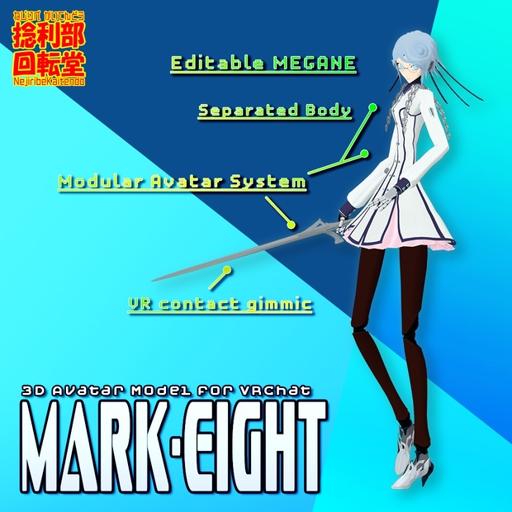 捻利部
回転堂
NejiribeKaitendo
Editable MEGANE
Separated Body
Modular Avatar System
VR contact gimmic
3D Avatar Model for VRChat
MARK·EIGHT